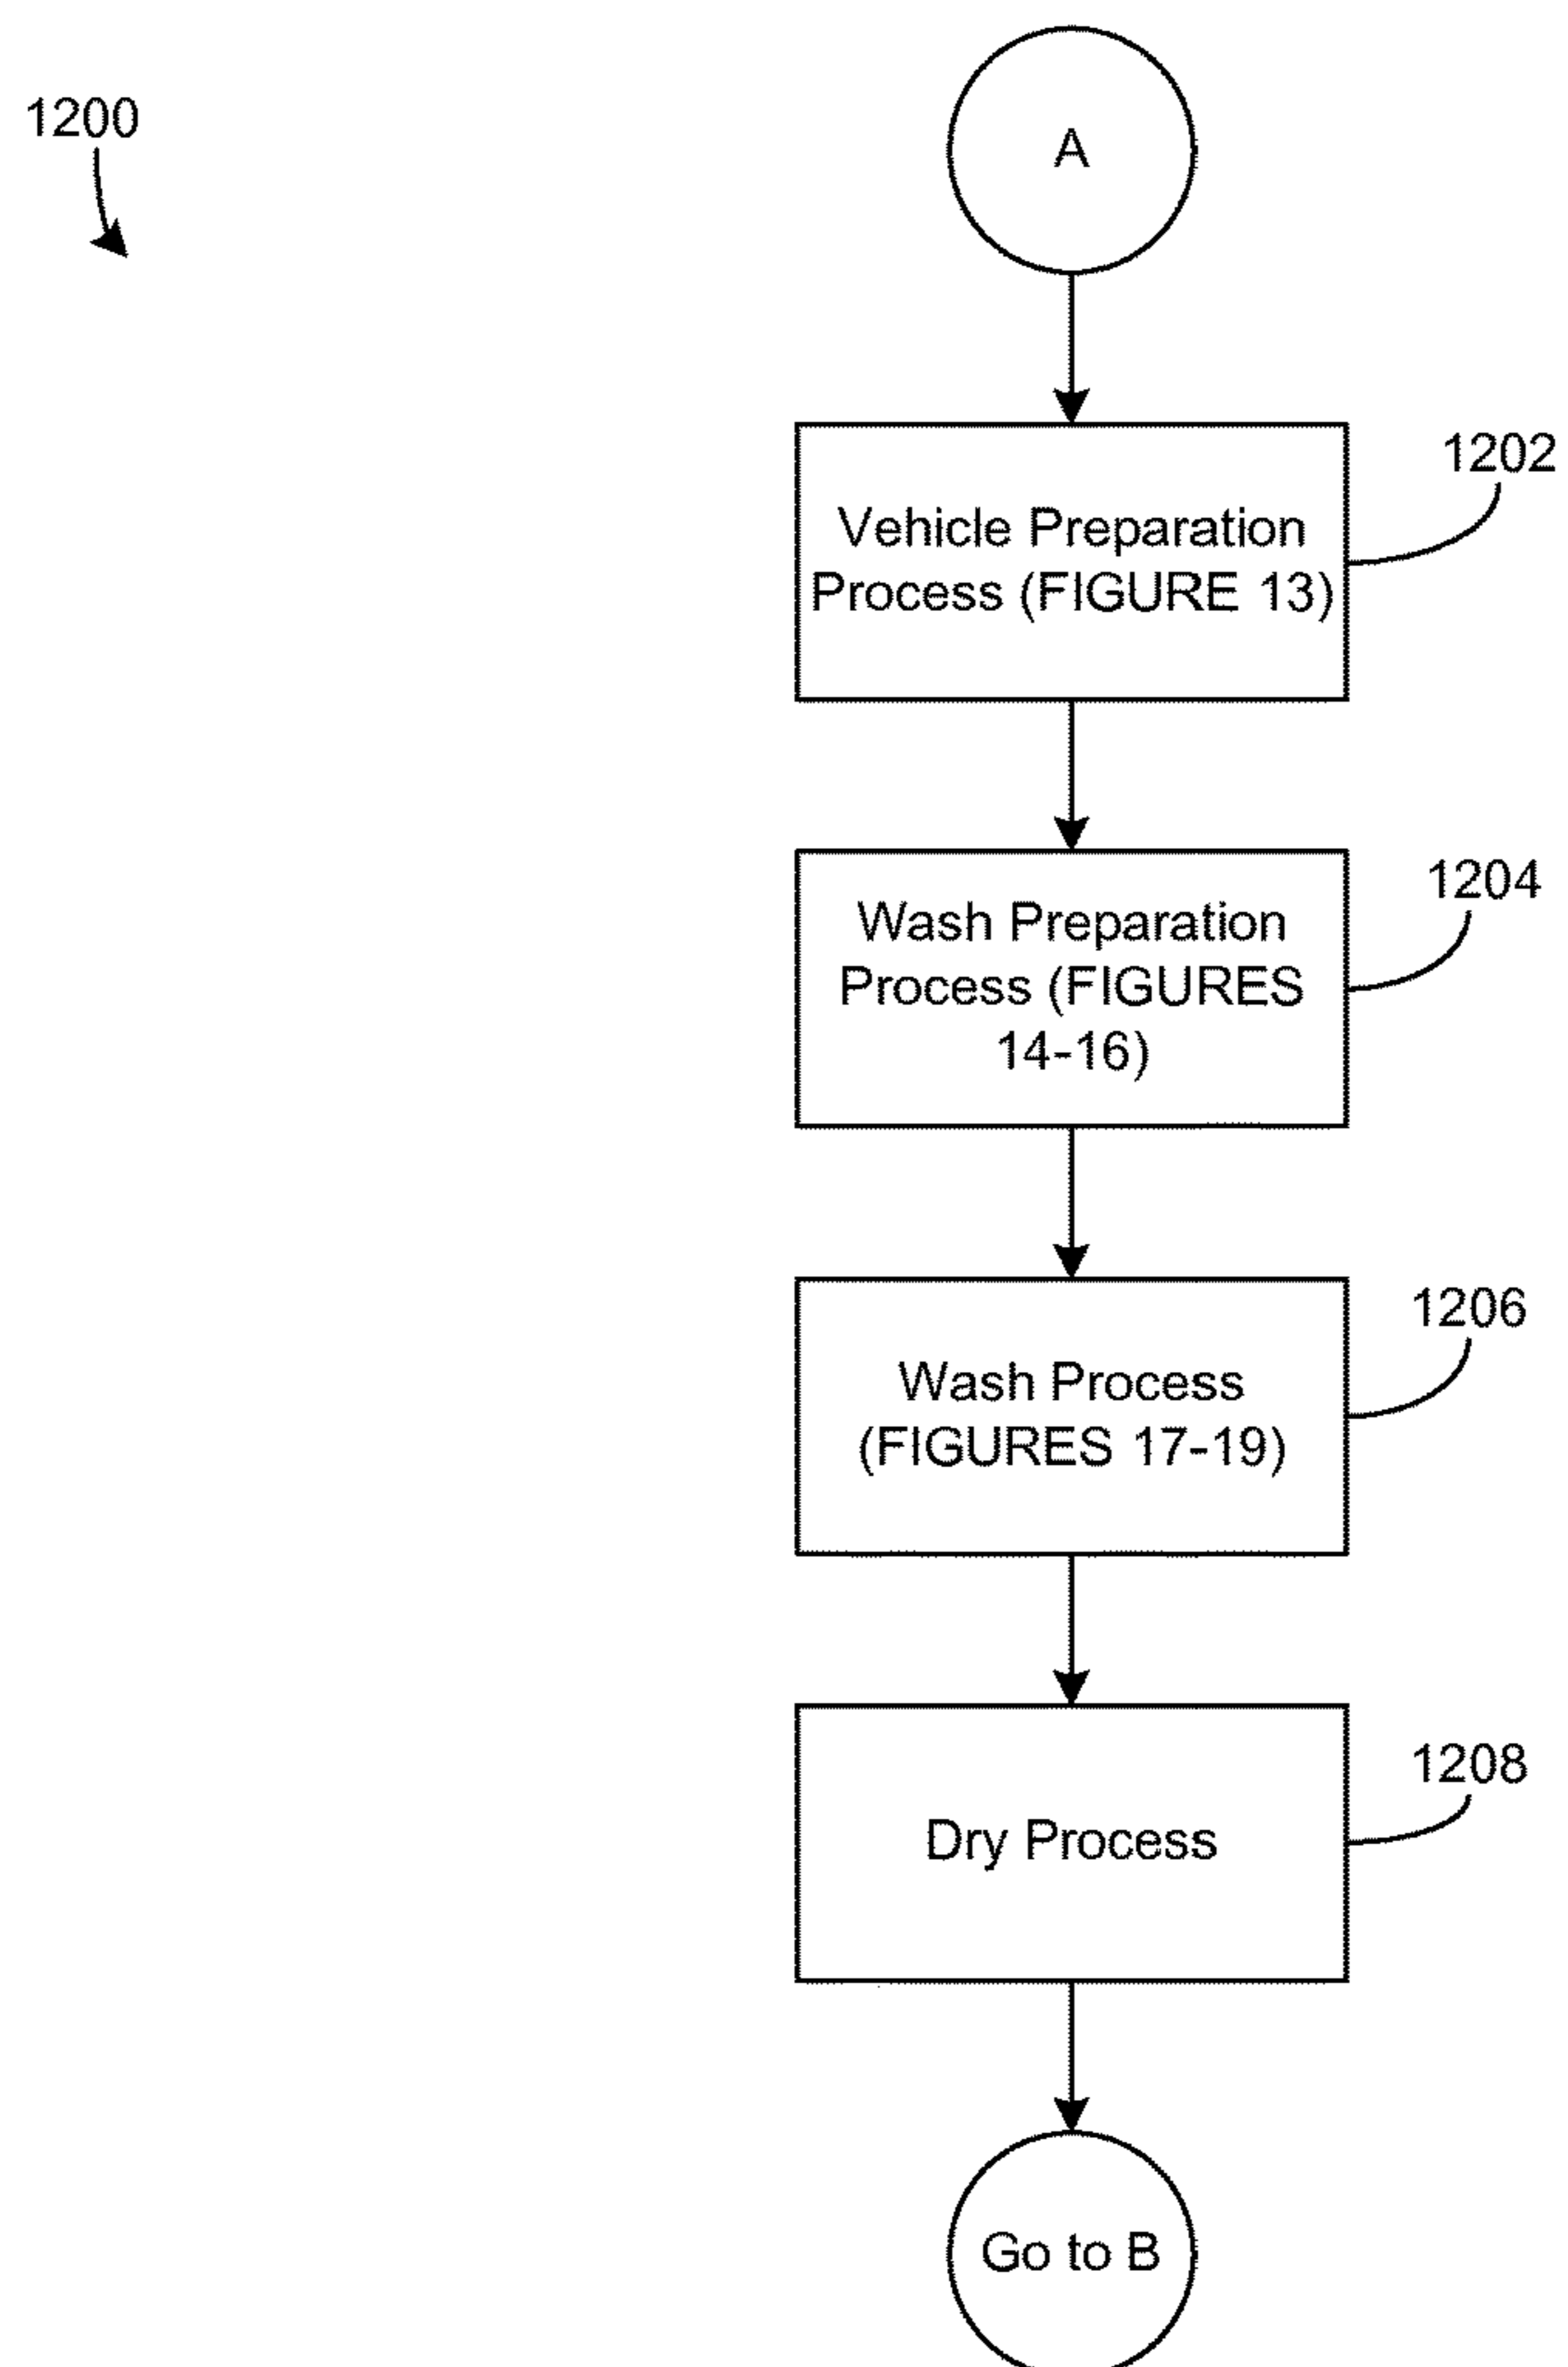 1200
A
1202
Vehicle Preparation
Process (FIGURE 13)
1204
Wash Preparation
Process (FIGURES
14-16)
1206
Wash Process
(FIGURES 17-19)
1208
Dry Process
Go to B